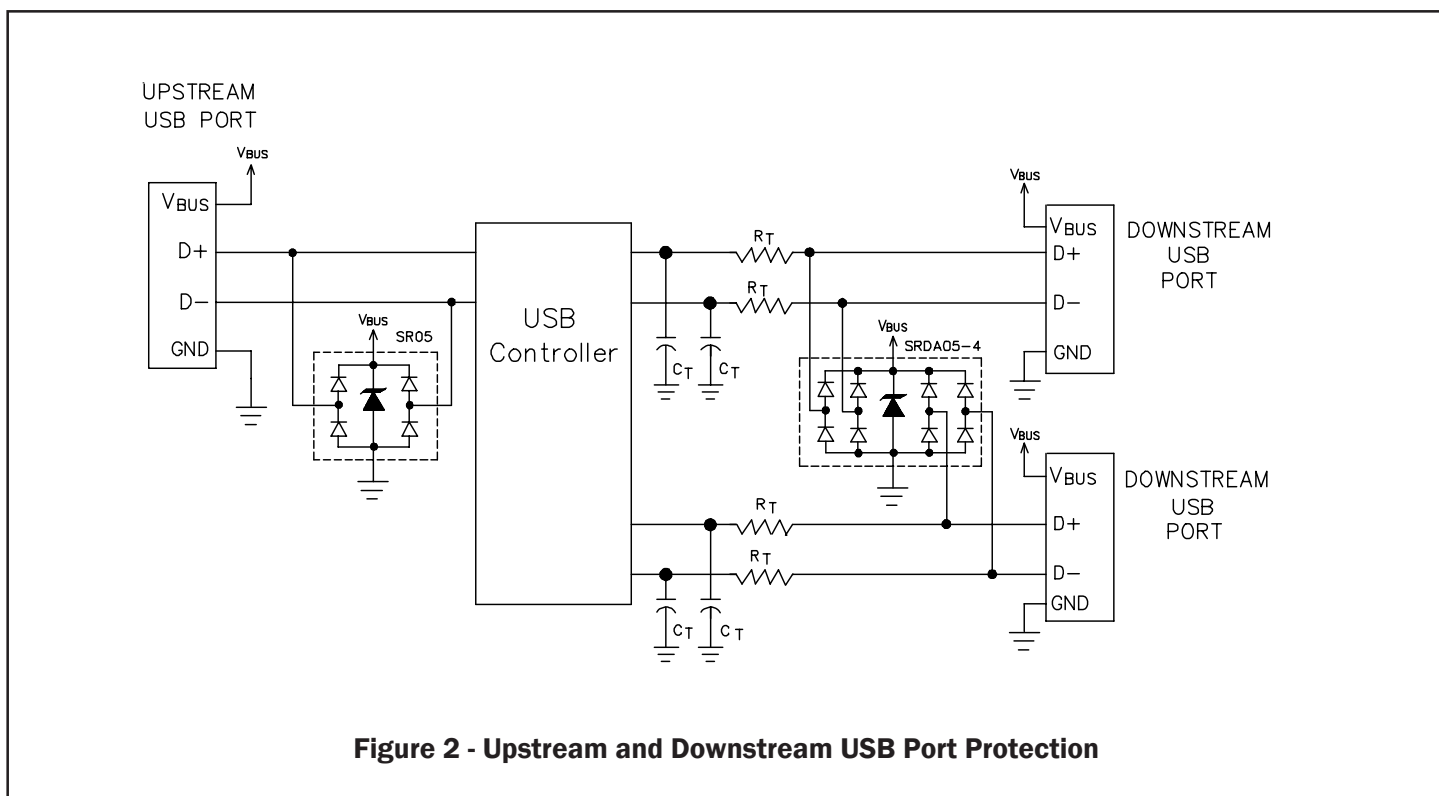 UPSTREAM
USB PORT
VBUS
VBUS
D+
D-
GND
VBUS
SR05
USB
Controller
RT
RT
CT
CT
VBUS
SRDA05-4
VBUS
VBUS
D+
D-
GND
DOWNSTREAM
USB
PORT
RT
RT
CT
CT
VBUS
VBUS
D+
D-
GND
DOWNSTREAM
USB
PORT
Figure 2 - Upstream and Downstream USB Port Protection